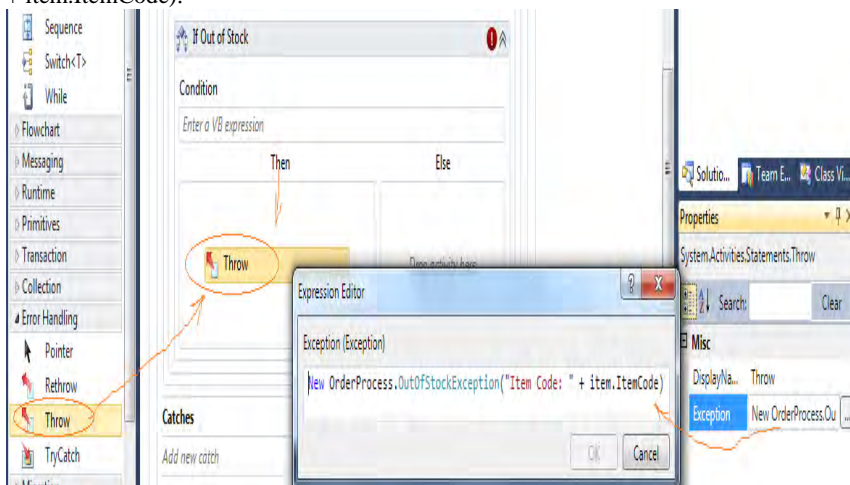 + item.ItemCode).
Sequence
Switch<T>
While
Flowchart
Messaging
Runtime
Primitives
Transaction
Collection
Error Handling
Pointer
Rethrow
Throw
TryCatch
If Out of Stock
Condition
Enter a VB expression
Then
Else
Throw
Drop activity here
Catches
Add new catch
Expression Editor
Exception (Exception)
New OrderProcess.OutOfStockException("Item Code: " + item.ItemCode)
OK
Cancel
Solutio...
Team E...
Class Vi...
Properties
System.Activities.Statements.Throw
Search:
Clear
Misc
DisplayNa...
Throw
Exception
New OrderProcess.Ou
...